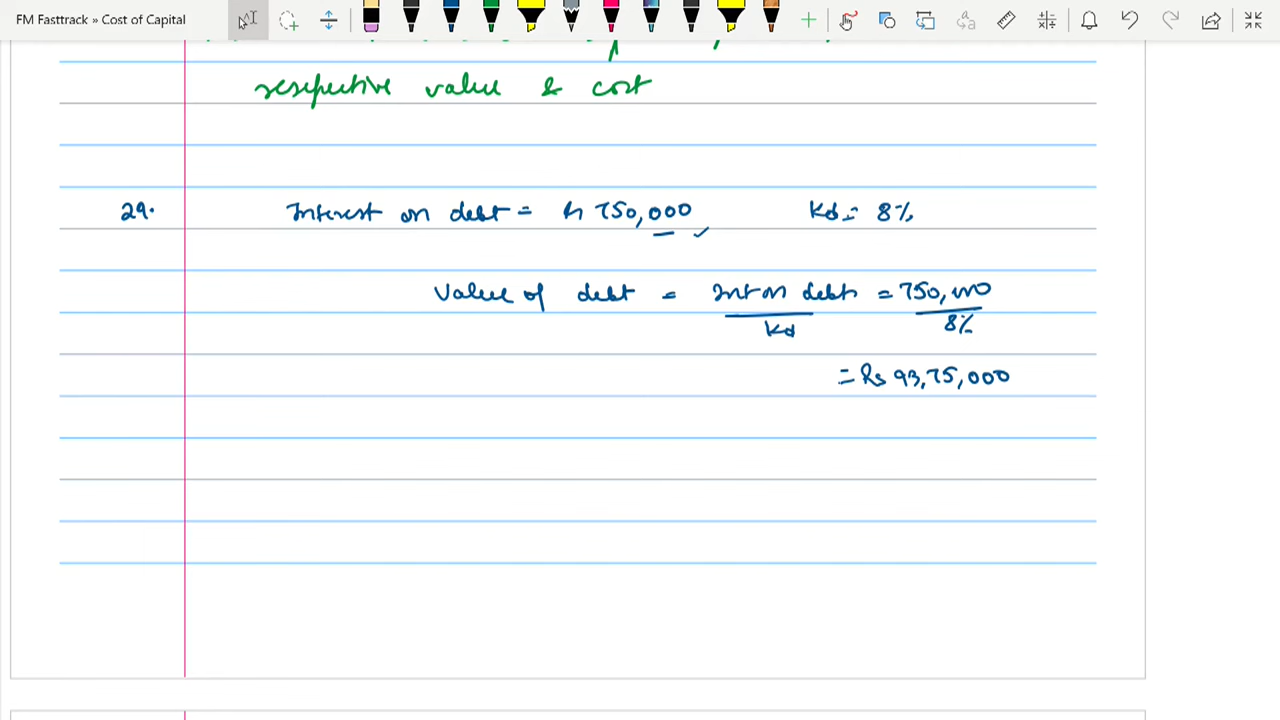 FM Fasttrack » Cost of Capital
resepective value & cost
29. Interest on debt = Rs 750,000 Kd = 8%
Value of debt = Int on debt = 750,000
Kd 8%
= Rs 93,75,000